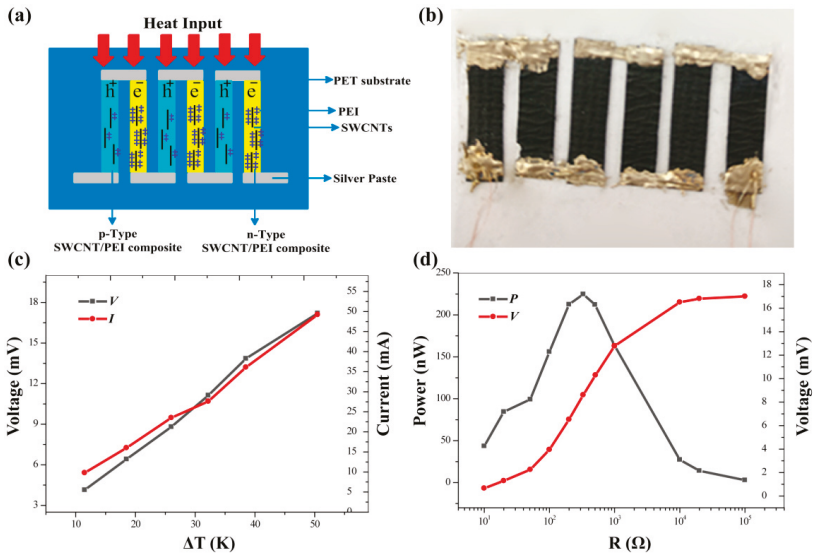 (a)
Heat Input
h
+
e
−
h
+
e
−
h
+
e
−
PET substrate
PEI
SWCNTs
Silver Paste
p-Type
SWCNT/PEI composite
n-Type
SWCNT/PEI composite
(b)
(c)
V
I
Voltage (mV)
18
15
12
9
6
3
Current (mA)
55
50
45
40
35
30
25
20
15
10
5
0
10 20 30 40 50
ΔT (K)
(d)
P
V
Power (nW)
250
200
150
100
50
0
Voltage (mV)
18
16
14
12
10
8
6
4
2
0
10¹ 10² 10³ 10⁴ 10⁵
R (Ω)